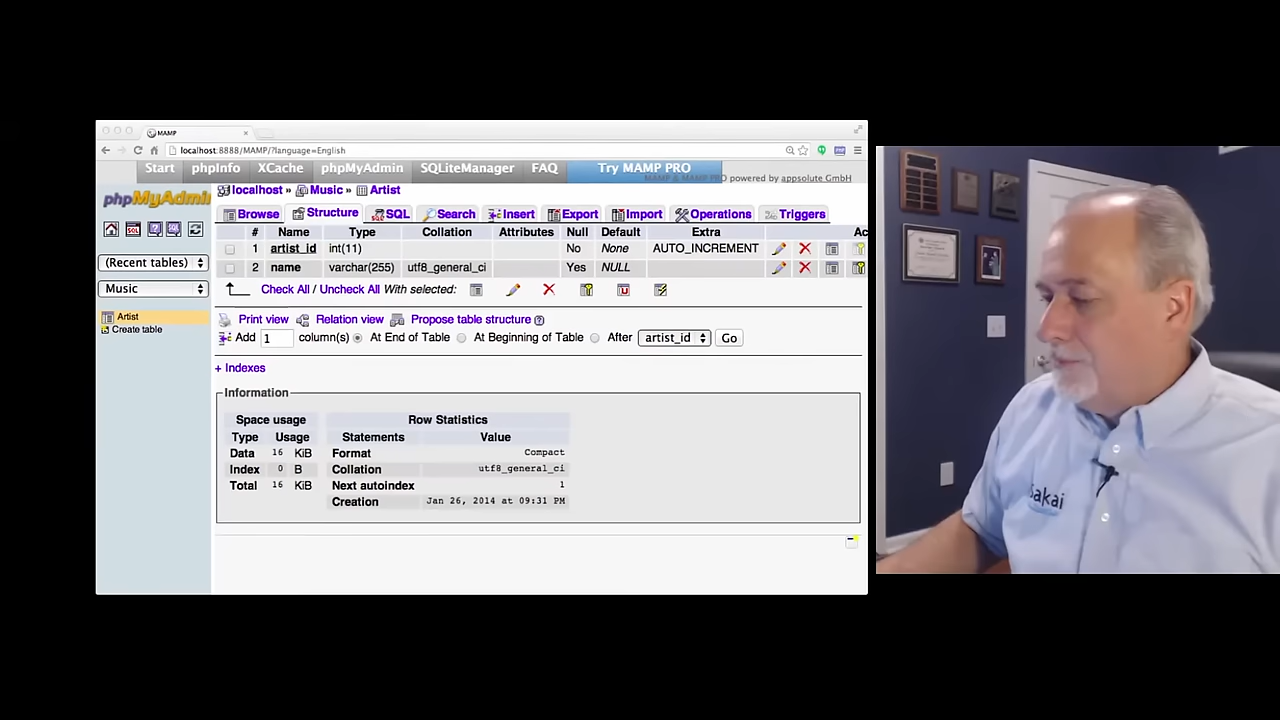 MAMP
localhost:8888/MAMP/?language=English
Start phpInfo XCache phpMyAdmin SQLiteManager FAQ Try MAMP PRO
MAMP & MAMP PRO powered by appsolute GmbH
phpMyAdmin
localhost » Music » Artist
Browse Structure SQL Search Insert Export Import Operations Triggers
# Name Type Collation Attributes Null Default Extra Ac
1 artist_id int(11) No None AUTO_INCREMENT
2 name varchar(255) utf8_general_ci Yes NULL
Check All / Uncheck All With selected:
(Recent tables)
Music
Artist
Create table
Print view Relation view Propose table structure
Add 1 column(s) At End of Table At Beginning of Table After artist_id Go
+ Indexes
Information
Space usage
Type Usage
Data 16 KiB
Index 0 B
Total 16 KiB
Row Statistics
Statements Value
Format Compact
Collation utf8_general_ci
Next autoindex 1
Creation Jan 26, 2014 at 09:31 PM
sakai